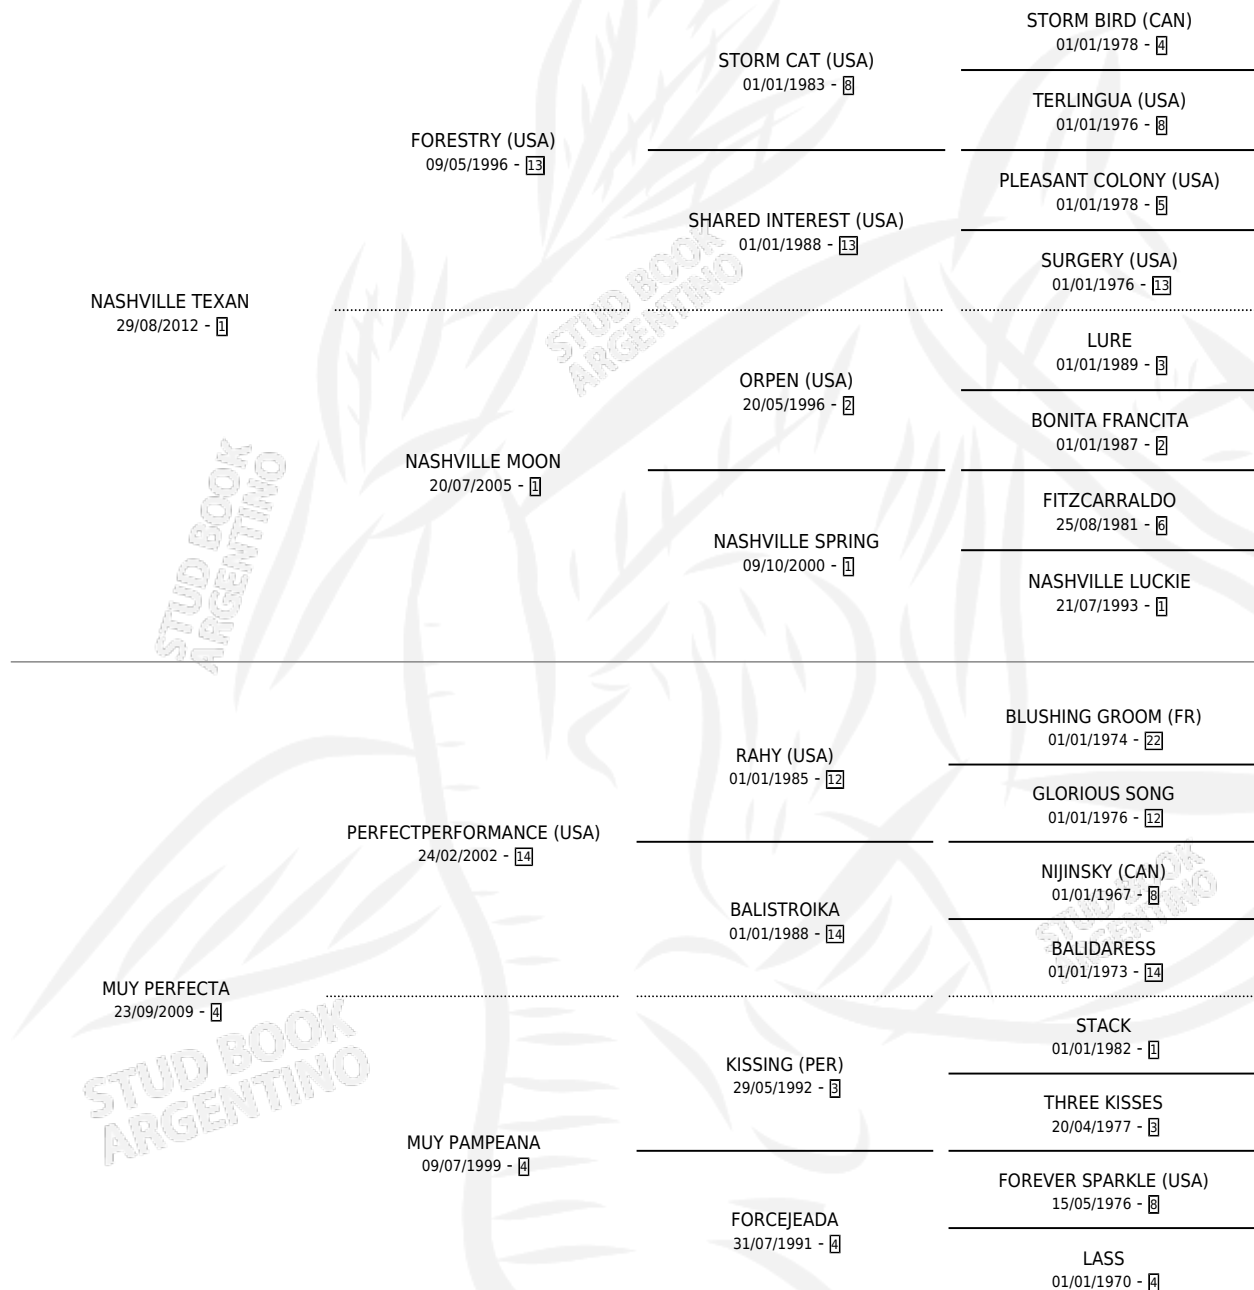 STORM BIRD (CAN)
01/01/1978 - 4
STORM CAT (USA)
01/01/1983 - 8
TERLINGUA (USA)
01/01/1976 - 8
FORESTRY (USA)
09/05/1996 - 13
PLEASANT COLONY (USA)
01/01/1978 - 5
SHARED INTEREST (USA)
01/01/1988 - 13
SURGERY (USA)
01/01/1976 - 13
NASHVILLE TEXAN
29/08/2012 - 1
LURE
01/01/1989 - 3
ORPEN (USA)
20/05/1996 - 2
BONITA FRANCITA
01/01/1987 - 2
NASHVILLE MOON
20/07/2005 - 1
FITZCARRALDO
25/08/1981 - 6
NASHVILLE SPRING
09/10/2000 - 1
NASHVILLE LUCKIE
21/07/1993 - 1
BLUSHING GROOM (FR)
01/01/1974 - 22
RAHY (USA)
01/01/1985 - 12
GLORIOUS SONG
01/01/1976 - 12
PERFECTPERFORMANCE (USA)
24/02/2002 - 14
NIJINSKY (CAN)
01/01/1967 - 8
BALISTROIKA
01/01/1988 - 14
BALIDARESS
01/01/1973 - 14
MUY PERFECTA
23/09/2009 - 4
STACK
01/01/1982 - 1
KISSING (PER)
29/05/1992 - 3
THREE KISSES
20/04/1977 - 3
MUY PAMPEANA
09/07/1999 - 4
FOREVER SPARKLE (USA)
15/05/1976 - 8
FORCEJEADA
31/07/1991 - 4
LASS
01/01/1970 - 4
STUD BOOK
ARGENTINO
STUD BOOK
ARGENTINO
STUD BOOK
ARGENTINO
STUD BOOK
ARGENTINO